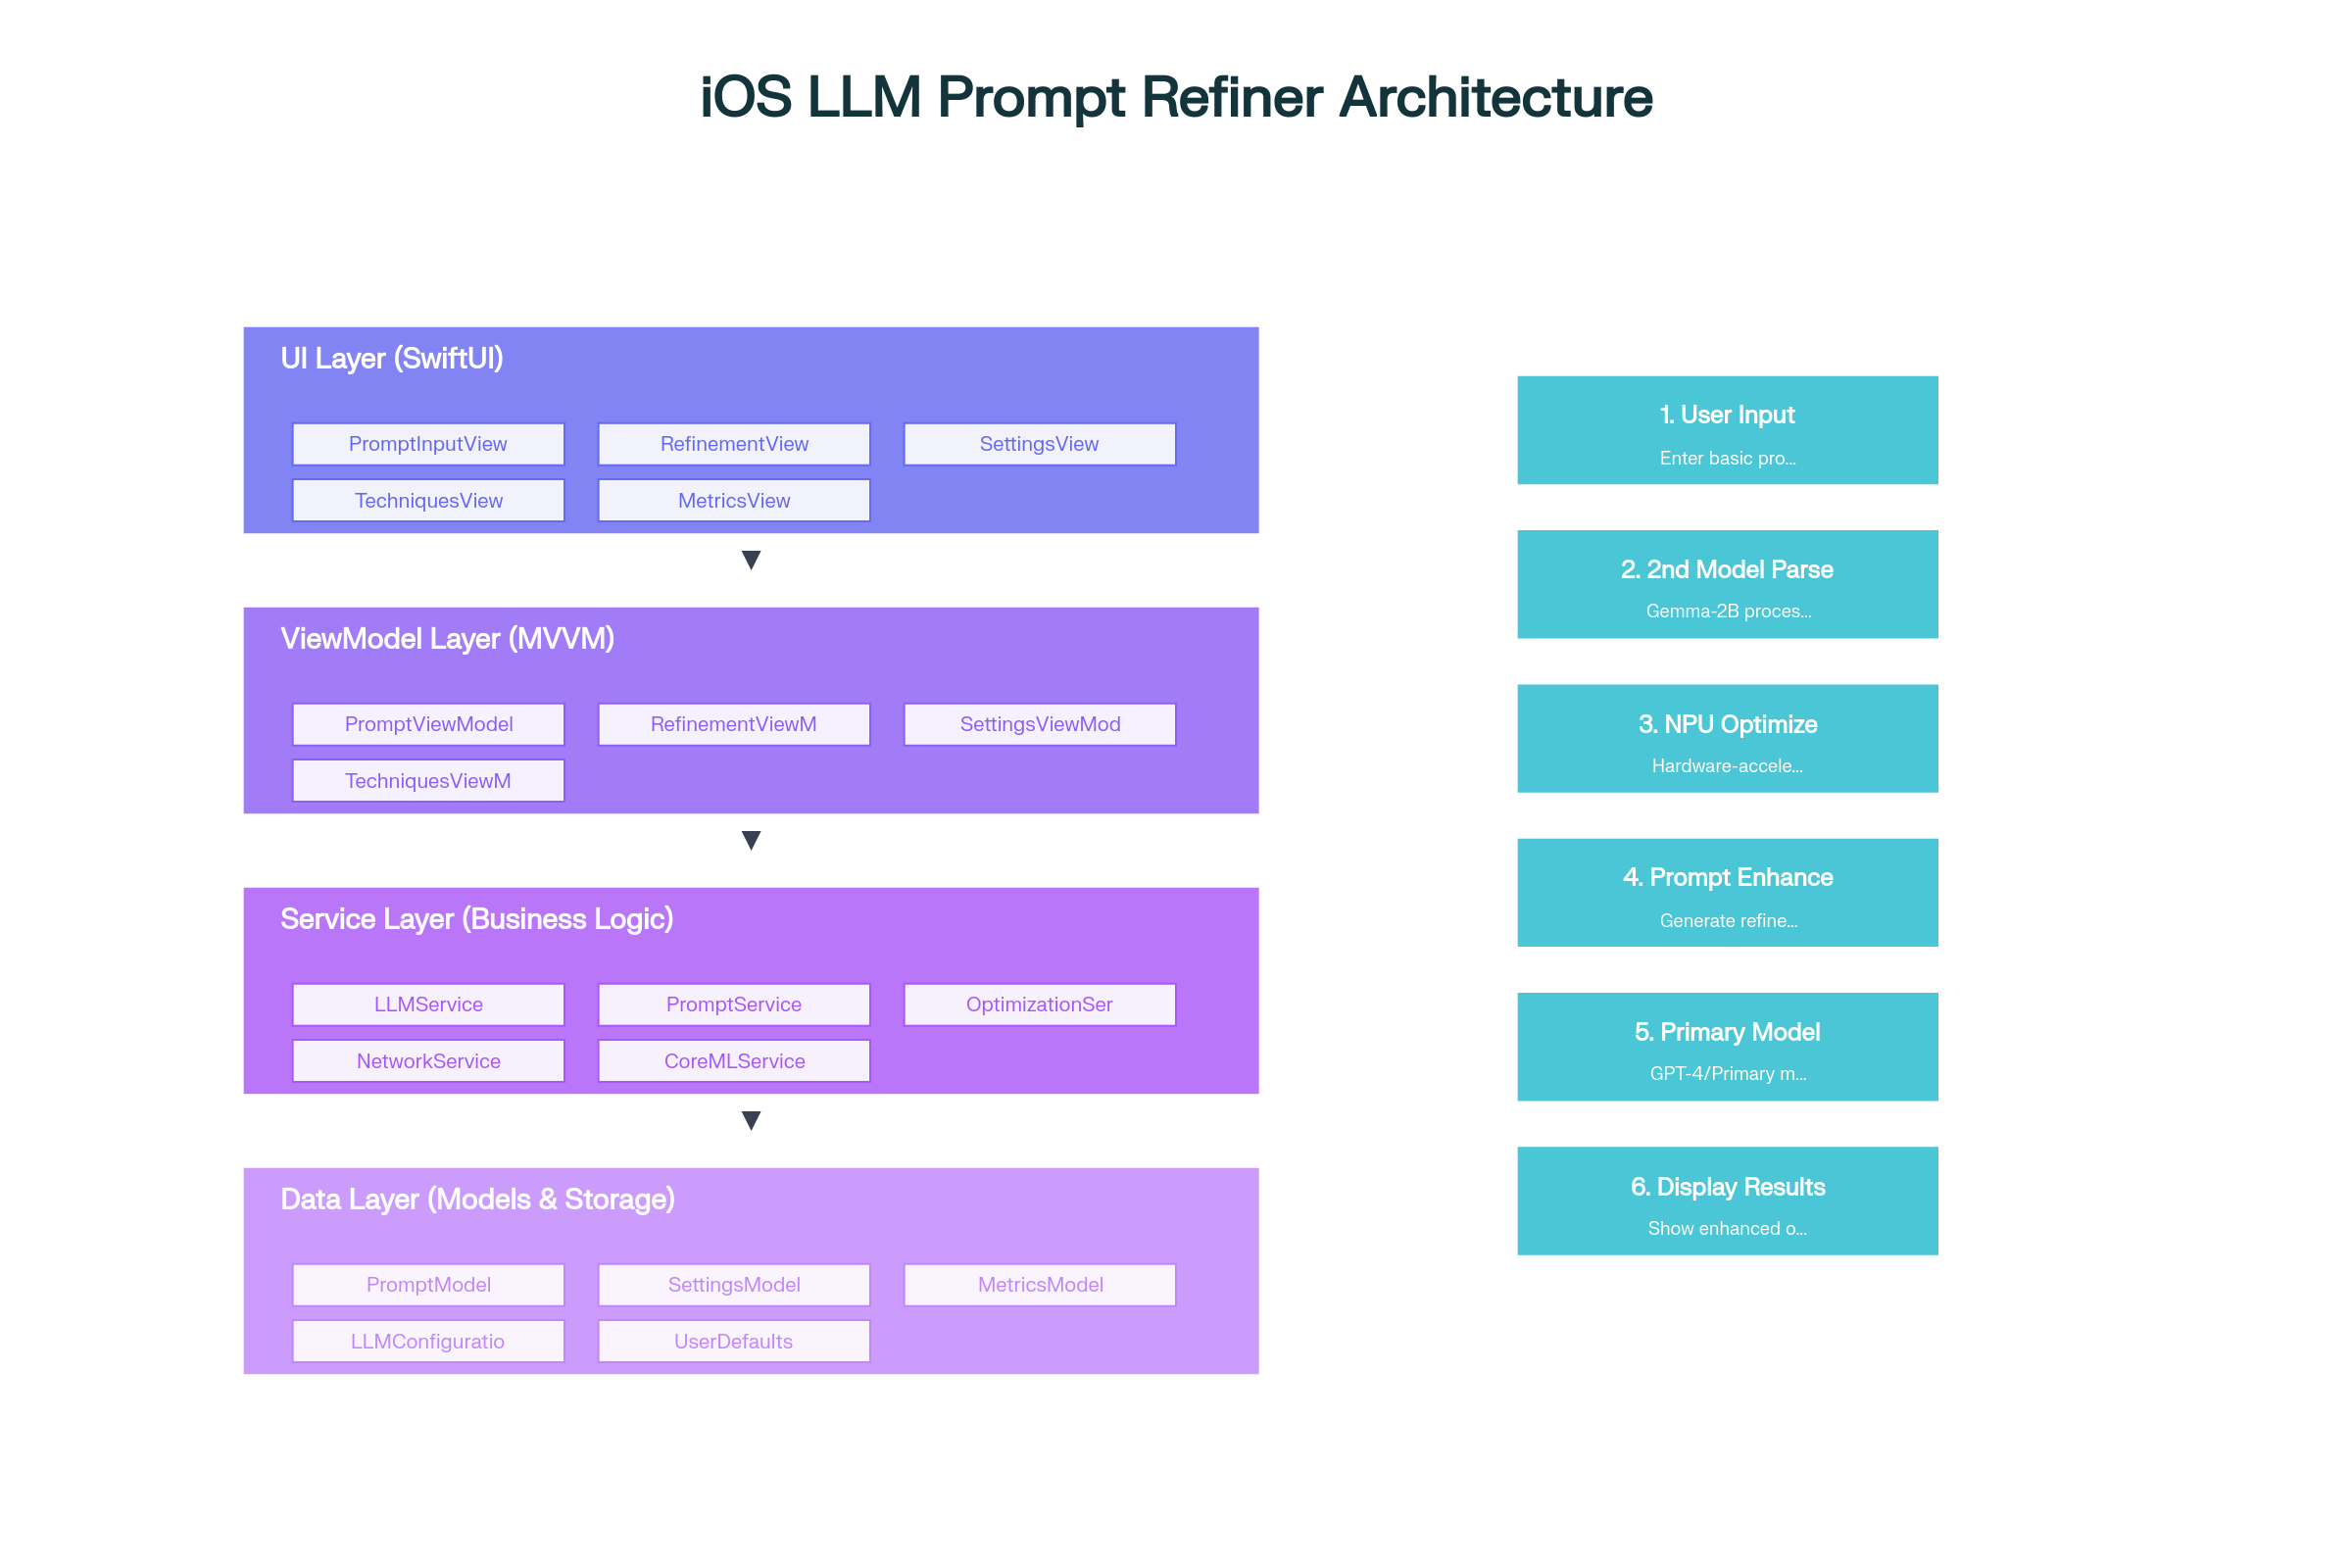 iOS LLM Prompt Refiner Architecture
UI Layer (SwiftUI)
PromptInputView
RefinementView
SettingsView
TechniquesView
MetricsView
ViewModel Layer (MVVM)
PromptViewModel
RefinementViewM
SettingsViewMod
TechniquesViewM
Service Layer (Business Logic)
LLMService
PromptService
OptimizationSer
NetworkService
CoreMLService
Data Layer (Models & Storage)
PromptModel
SettingsModel
MetricsModel
LLMConfiguratio
UserDefaults
1. User Input
Enter basic pro...
2. 2nd Model Parse
Gemma-2B proces...
3. NPU Optimize
Hardware-accele...
4. Prompt Enhance
Generate refine...
5. Primary Model
GPT-4/Primary m...
6. Display Results
Show enhanced o...